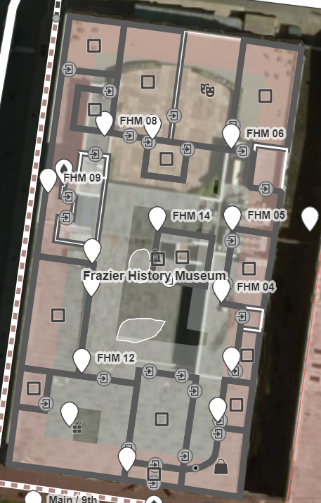 FHM 08
FHM 06
FHM 09
FHM 14
FHM 05
Frazier History Museum
FHM 04
FHM 12
Main / 9th